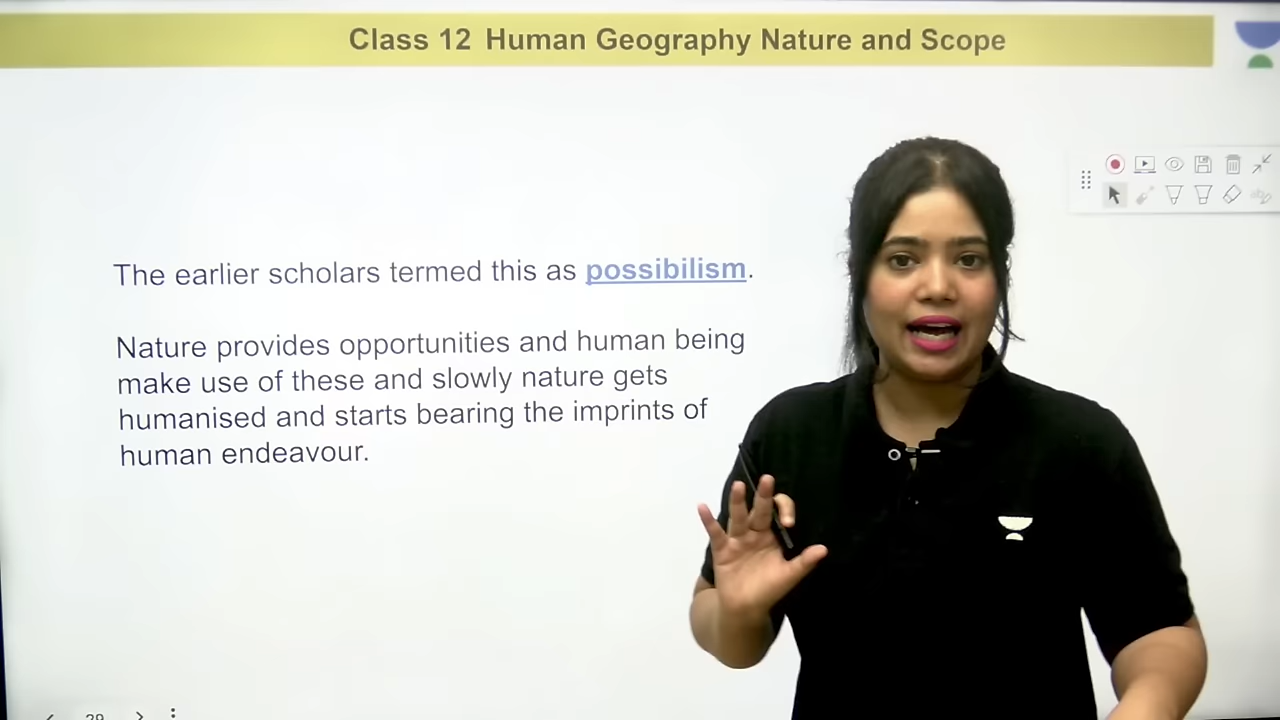 Class 12 Human Geography Nature and Scope
The earlier scholars termed this as possibilism.
Nature provides opportunities and human being
make use of these and slowly nature gets
humanised and starts bearing the imprints of
human endeavour.